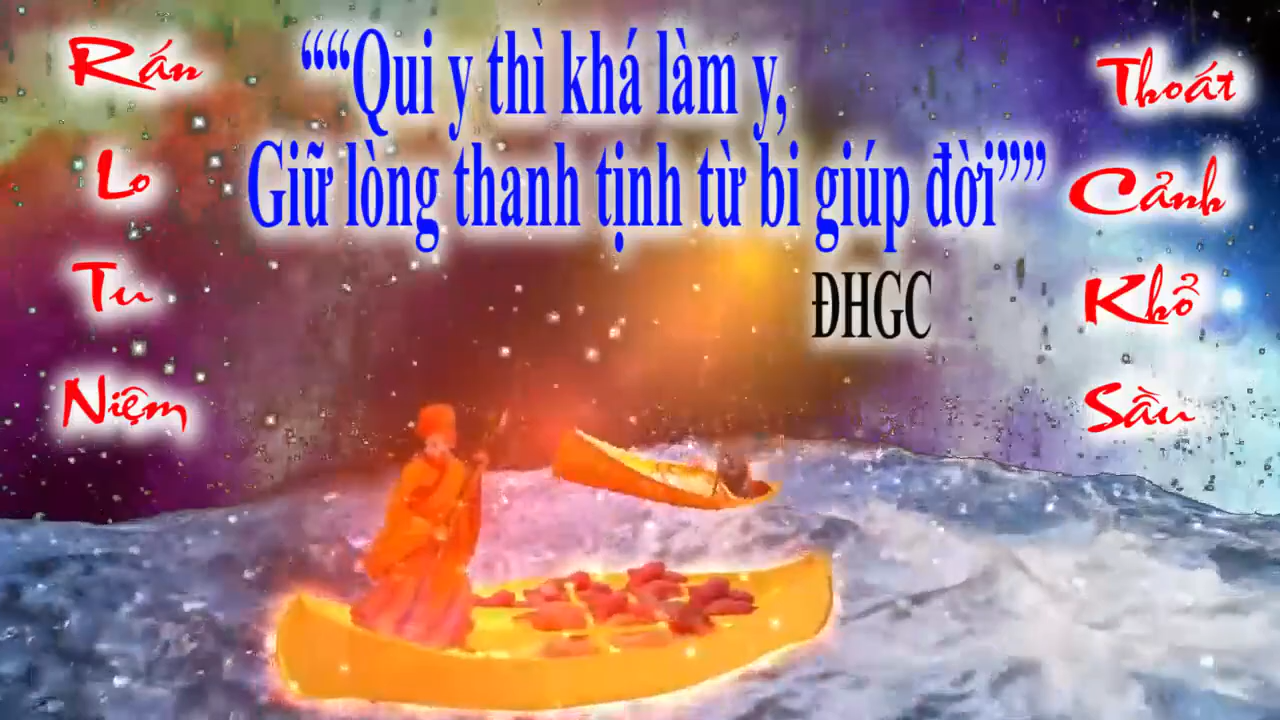 Rấn
Lo
Tu
Niệm
““Qui y thì khá làm y,
Giữ lòng thanh tịnh từ bi giúp đời””
ĐHGC
Thoát
Cảnh
Khổ
Sầu